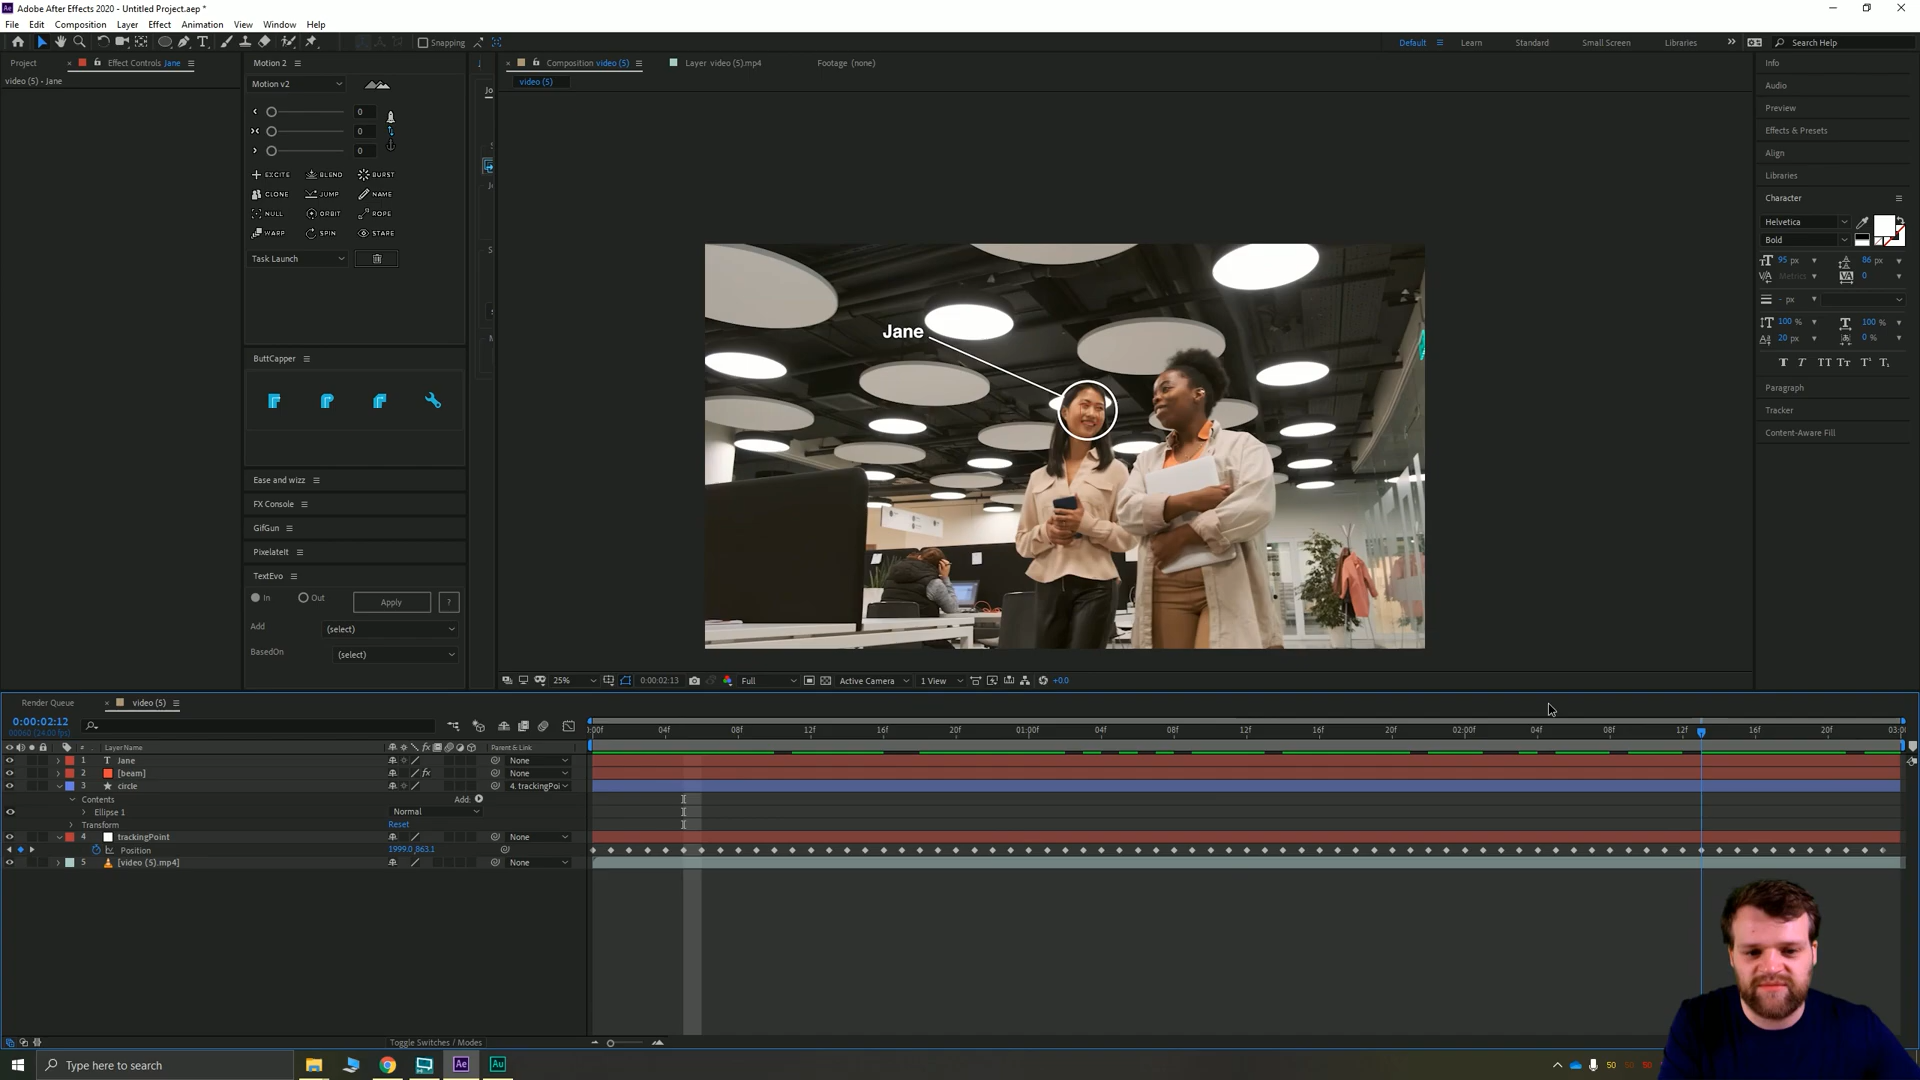 Adobe After Effects 2020 - Untitled Project.aep *
File Edit Composition Layer Effect Animation View Window Help
Snapping
Default Learn Standard Small Screen Libraries Search Help
Project Effect Controls Jane
video (5) - Jane
Motion 2
Motion v2
0
0
0
EXCITE BLEND BURST
CLONE JUMP NAME
NULL ORBIT ROPE
WARP SPIN STARE
Task Launch
ButtCapper
Ease and wizz
FX Console
GifGun
PixelateIt
TextEvo
In Out Apply ?
Add (select)
BasedOn (select)
Composition video (5) Layer video (5).mp4 Footage (none)
video (5)
Jane
25% 0:00:02:13 Full Active Camera 1 View +0.0
Info
Audio
Preview
Effects & Presets
Align
Libraries
Character
Helvetica
Bold
95 px 86 px
Metrics 0
- px
100 % 100 %
20 px 0 %
Paragraph
Tracker
Content-Aware Fill
Render Queue video (5)
0:00:02:12
00060 (24.00 fps)
:00f 04f 08f 12f 16f 20f 01:00f 04f 08f 12f 16f 20f 02:00f 04f 08f 12f 16f 20f 03:0
# Layer Name Parent & Link
1 Jane None
2 [beam] None
3 circle 4. trackingPoi
Contents Add:
Ellipse 1 Normal
Transform Reset
4 trackingPoint None
Position 1999.0,863.1
5 [video (5).mp4] None
Toggle Switches / Modes
Type here to search
Ae Au
50 50 50